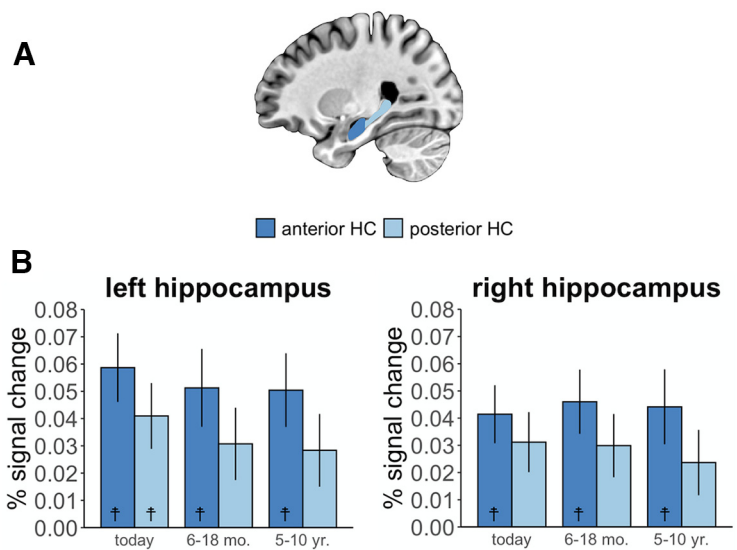 A
anterior HC posterior HC
B
left hippocampus
% signal change
0.08
0.07
0.06
0.05
0.04
0.03
0.02
0.01
0.00
‡ ‡ ‡ ‡
today 6-18 mo. 5-10 yr.
right hippocampus
% signal change
0.08
0.07
0.06
0.05
0.04
0.03
0.02
0.01
0.00
‡ ‡ ‡
today 6-18 mo. 5-10 yr.